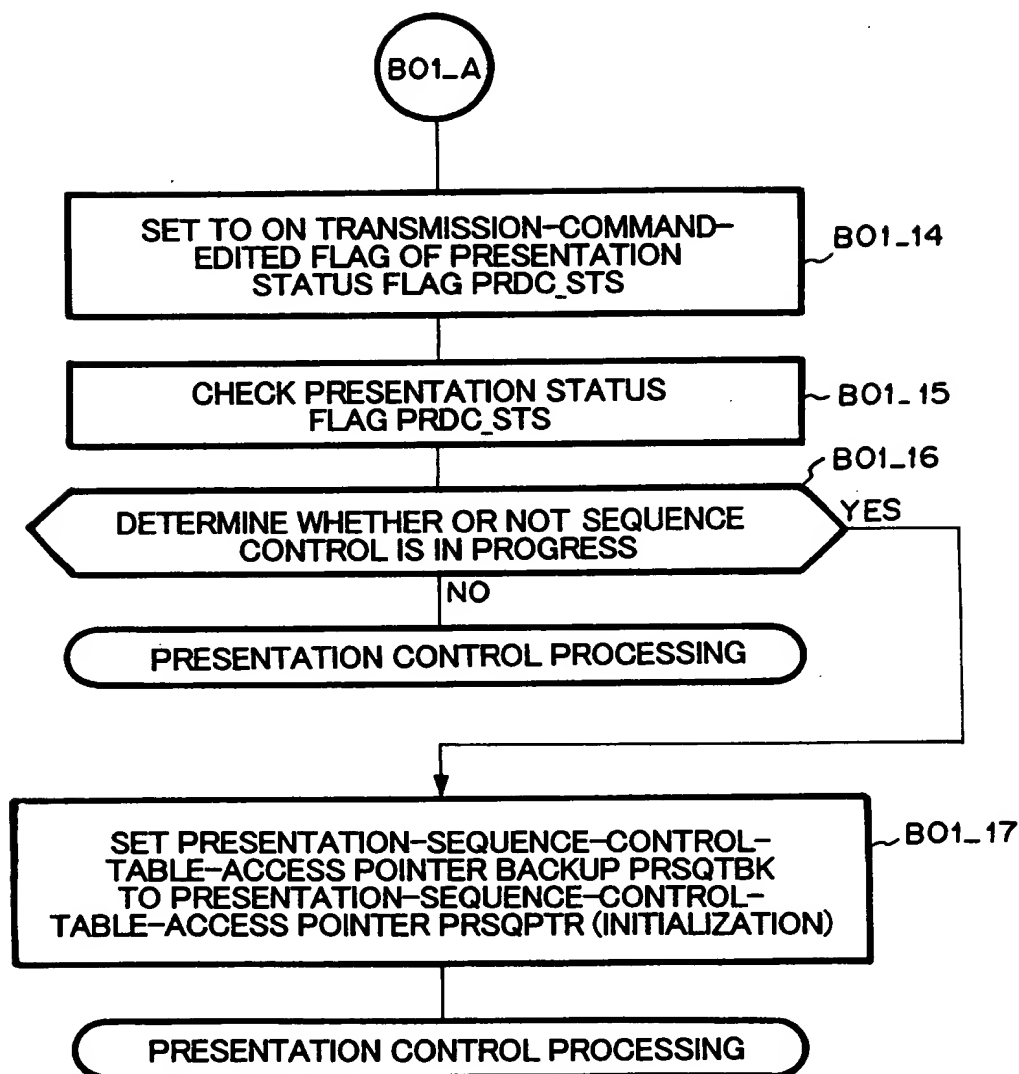 B01_A
SET TO ON TRANSMISSION-COMMAND-
EDITED FLAG OF PRESENTATION
STATUS FLAG PRDC_STS
B01_14
CHECK PRESENTATION STATUS
FLAG PRDC_STS
B01_15
B01_16
DETERMINE WHETHER OR NOT SEQUENCE
CONTROL IS IN PROGRESS
YES
NO
PRESENTATION CONTROL PROCESSING
SET PRESENTATION-SEQUENCE-CONTROL-
TABLE-ACCESS POINTER BACKUP PRSQTBK
TO PRESENTATION-SEQUENCE-CONTROL-
TABLE-ACCESS POINTER PRSQPTR (INITIALIZATION)
B01_17
PRESENTATION CONTROL PROCESSING